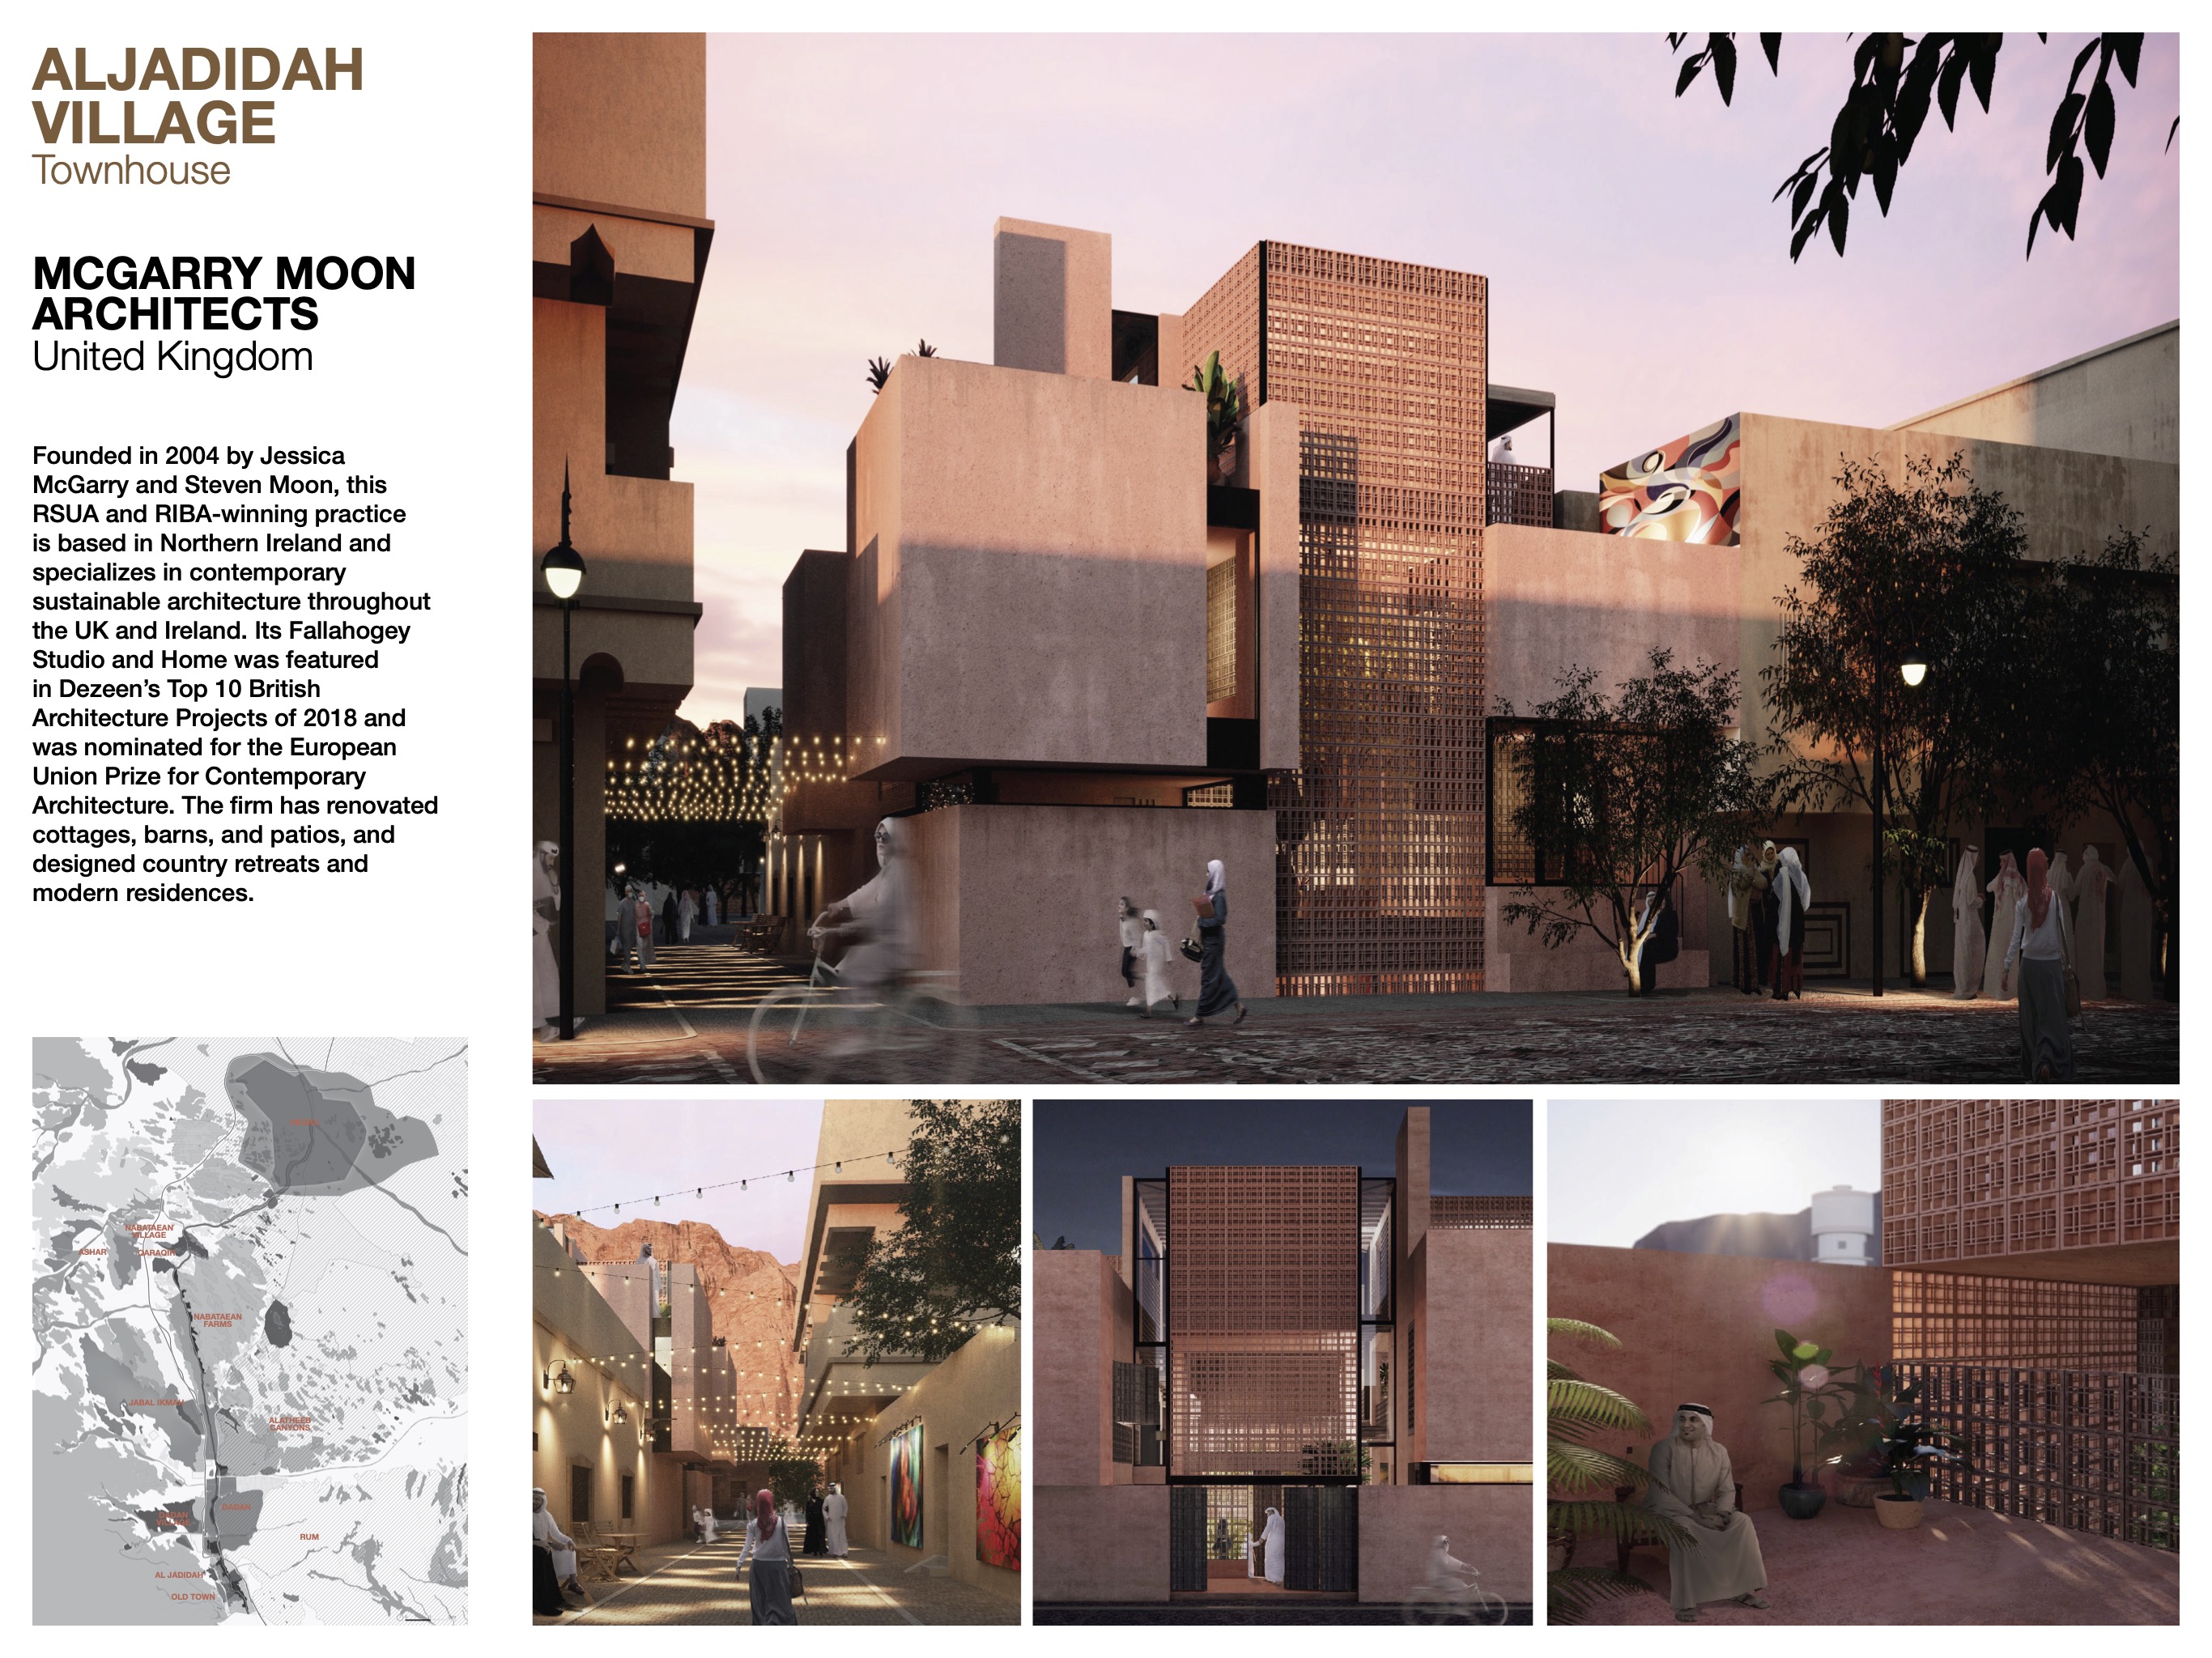 ALJADIDAH
VILLAGE
Townhouse
MCGARRY MOON
ARCHITECTS
United Kingdom
Founded in 2004 by Jessica
McGarry and Steven Moon, this
RSUA and RIBA-winning practice
is based in Northern Ireland and
specializes in contemporary
sustainable architecture throughout
the UK and Ireland. Its Fallahogey
Studio and Home was featured
in Dezeen’s Top 10 British
Architecture Projects of 2018 and
was nominated for the European
Union Prize for Contemporary
Architecture. The firm has renovated
cottages, barns, and patios, and
designed country retreats and
modern residences.
NABATAEAN
VILLAGE
ASHAR
QARAQIR
NABATAEAN
FARMS
JABAL IKMAH
ALATHEEB
CANYONS
DADAN
RUM
AL JADIDAH
OLD TOWN